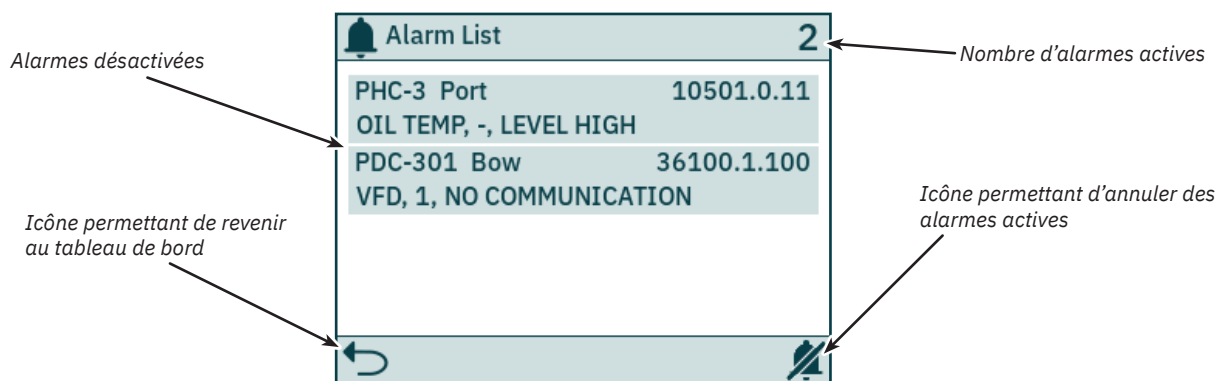 Alarm List 2
Alarmes désactivées
Nombre d'alarmes actives
PHC-3 Port 10501.0.11
OIL TEMP, -, LEVEL HIGH
PDC-301 Bow 36100.1.100
VFD, 1, NO COMMUNICATION
Icône permettant de revenir
au tableau de bord
Icône permettant d'annuler des
alarmes actives